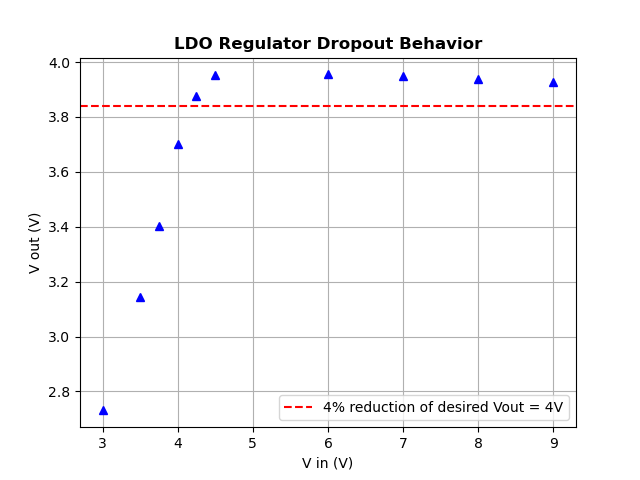 LDO Regulator Dropout Behavior
V out (V)
4.0
3.8
3.6
3.4
3.2
3.0
2.8
4% reduction of desired Vout = 4V
3 4 5 6 7 8 9
V in (V)